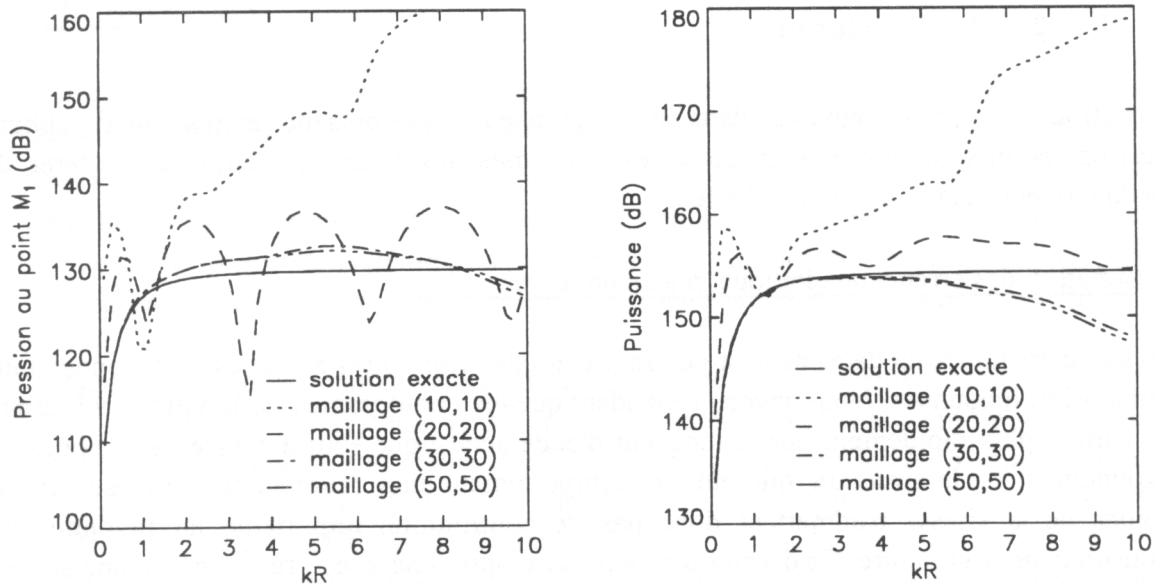 Pression au point M₁ (dB)
160
150
140
130
120
110
100
solution exacte
maillage (10,10)
maillage (20,20)
maillage (30,30)
maillage (50,50)
0 1 2 3 4 5 6 7 8 9 10
kR
Puissance (dB)
180
170
160
150
140
130
solution exacte
maillage (10,10)
maillage (20,20)
maillage (30,30)
maillage (50,50)
0 1 2 3 4 5 6 7 8 9 10
kR